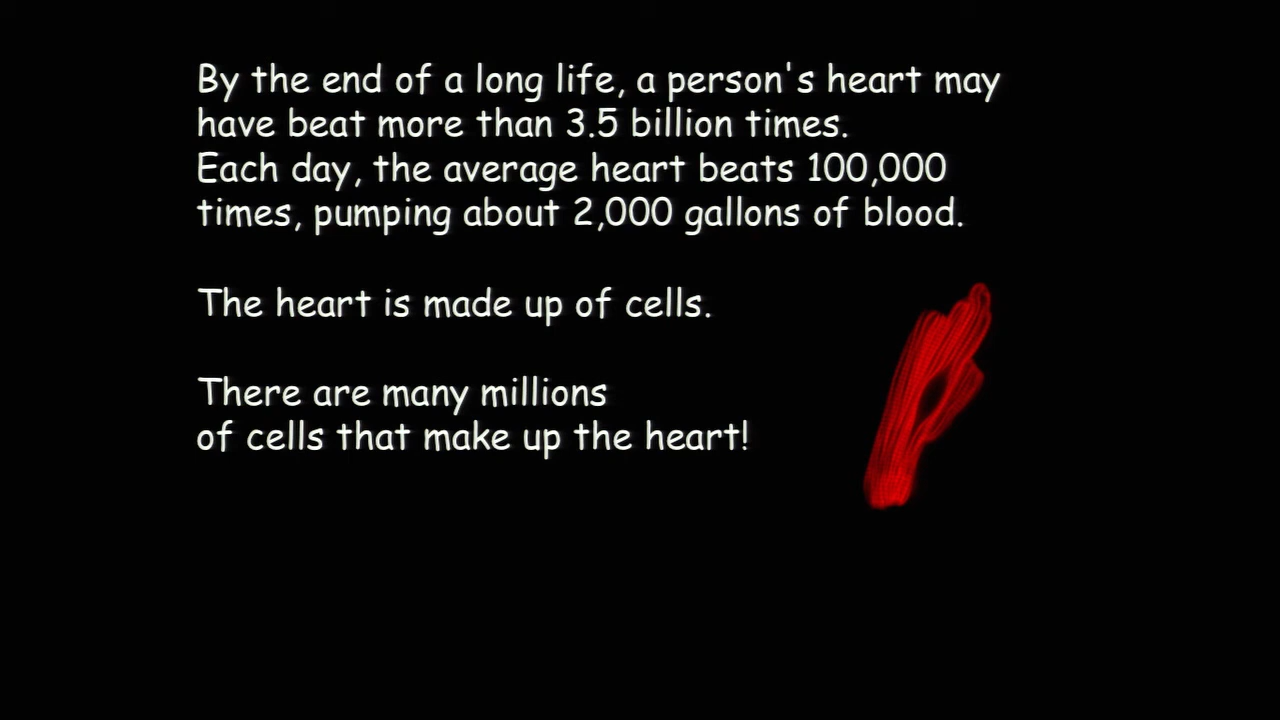 By the end of a long life, a person's heart may
have beat more than 3.5 billion times.
Each day, the average heart beats 100,000
times, pumping about 2,000 gallons of blood.
The heart is made up of cells.
There are many millions
of cells that make up the heart!